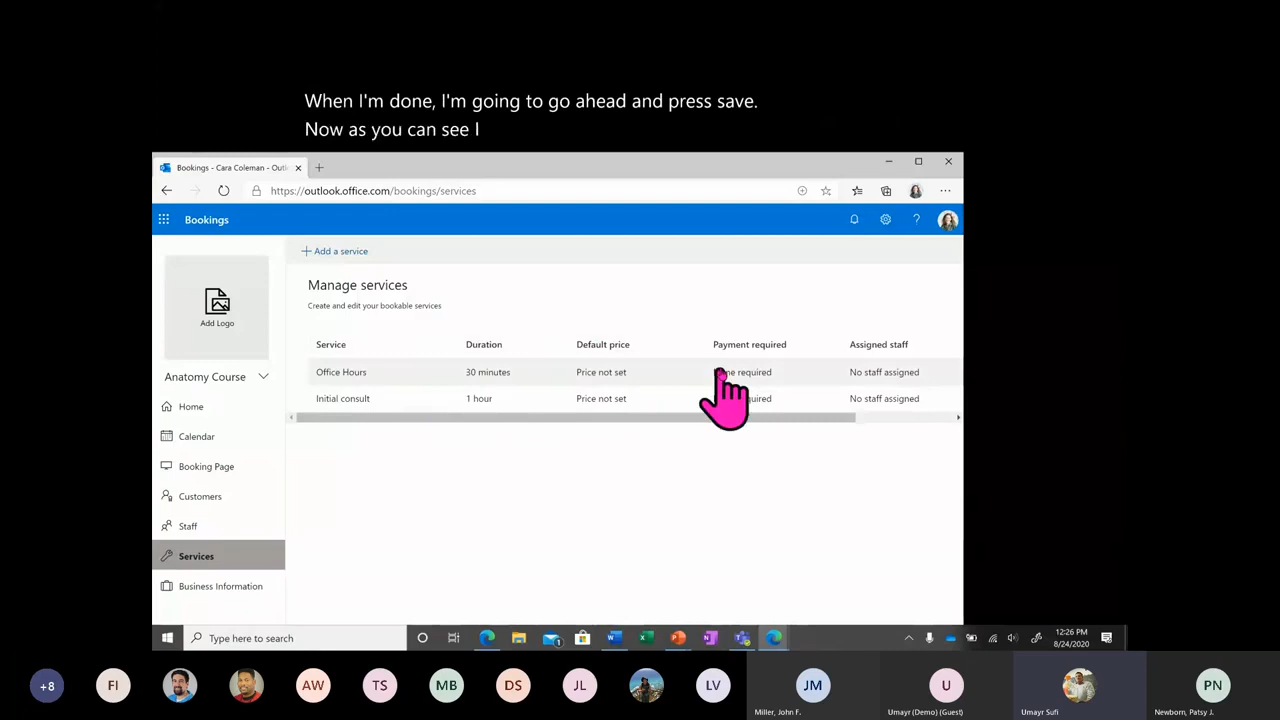 When I'm done, I'm going to go ahead and press save.
Now as you can see I
Bookings - Cara Coleman - Outl
https://outlook.office.com/bookings/services
Bookings
Add a service
Add Logo
Manage services
Create and edit your bookable services
Service Duration Default price Payment required Assigned staff
Office Hours 30 minutes Price not set required No staff assigned
Initial consult 1 hour Price not set No staff assigned
Anatomy Course
Home
Calendar
Booking Page
Customers
Staff
Services
Business Information
Type here to search
12:26 PM
8/24/2020
+8 FI AW TS MB DS JL LV JM U PN
Miller, John F. Umayr (Demo) (Guest) Umayr Sufi Newborn, Patsy J.